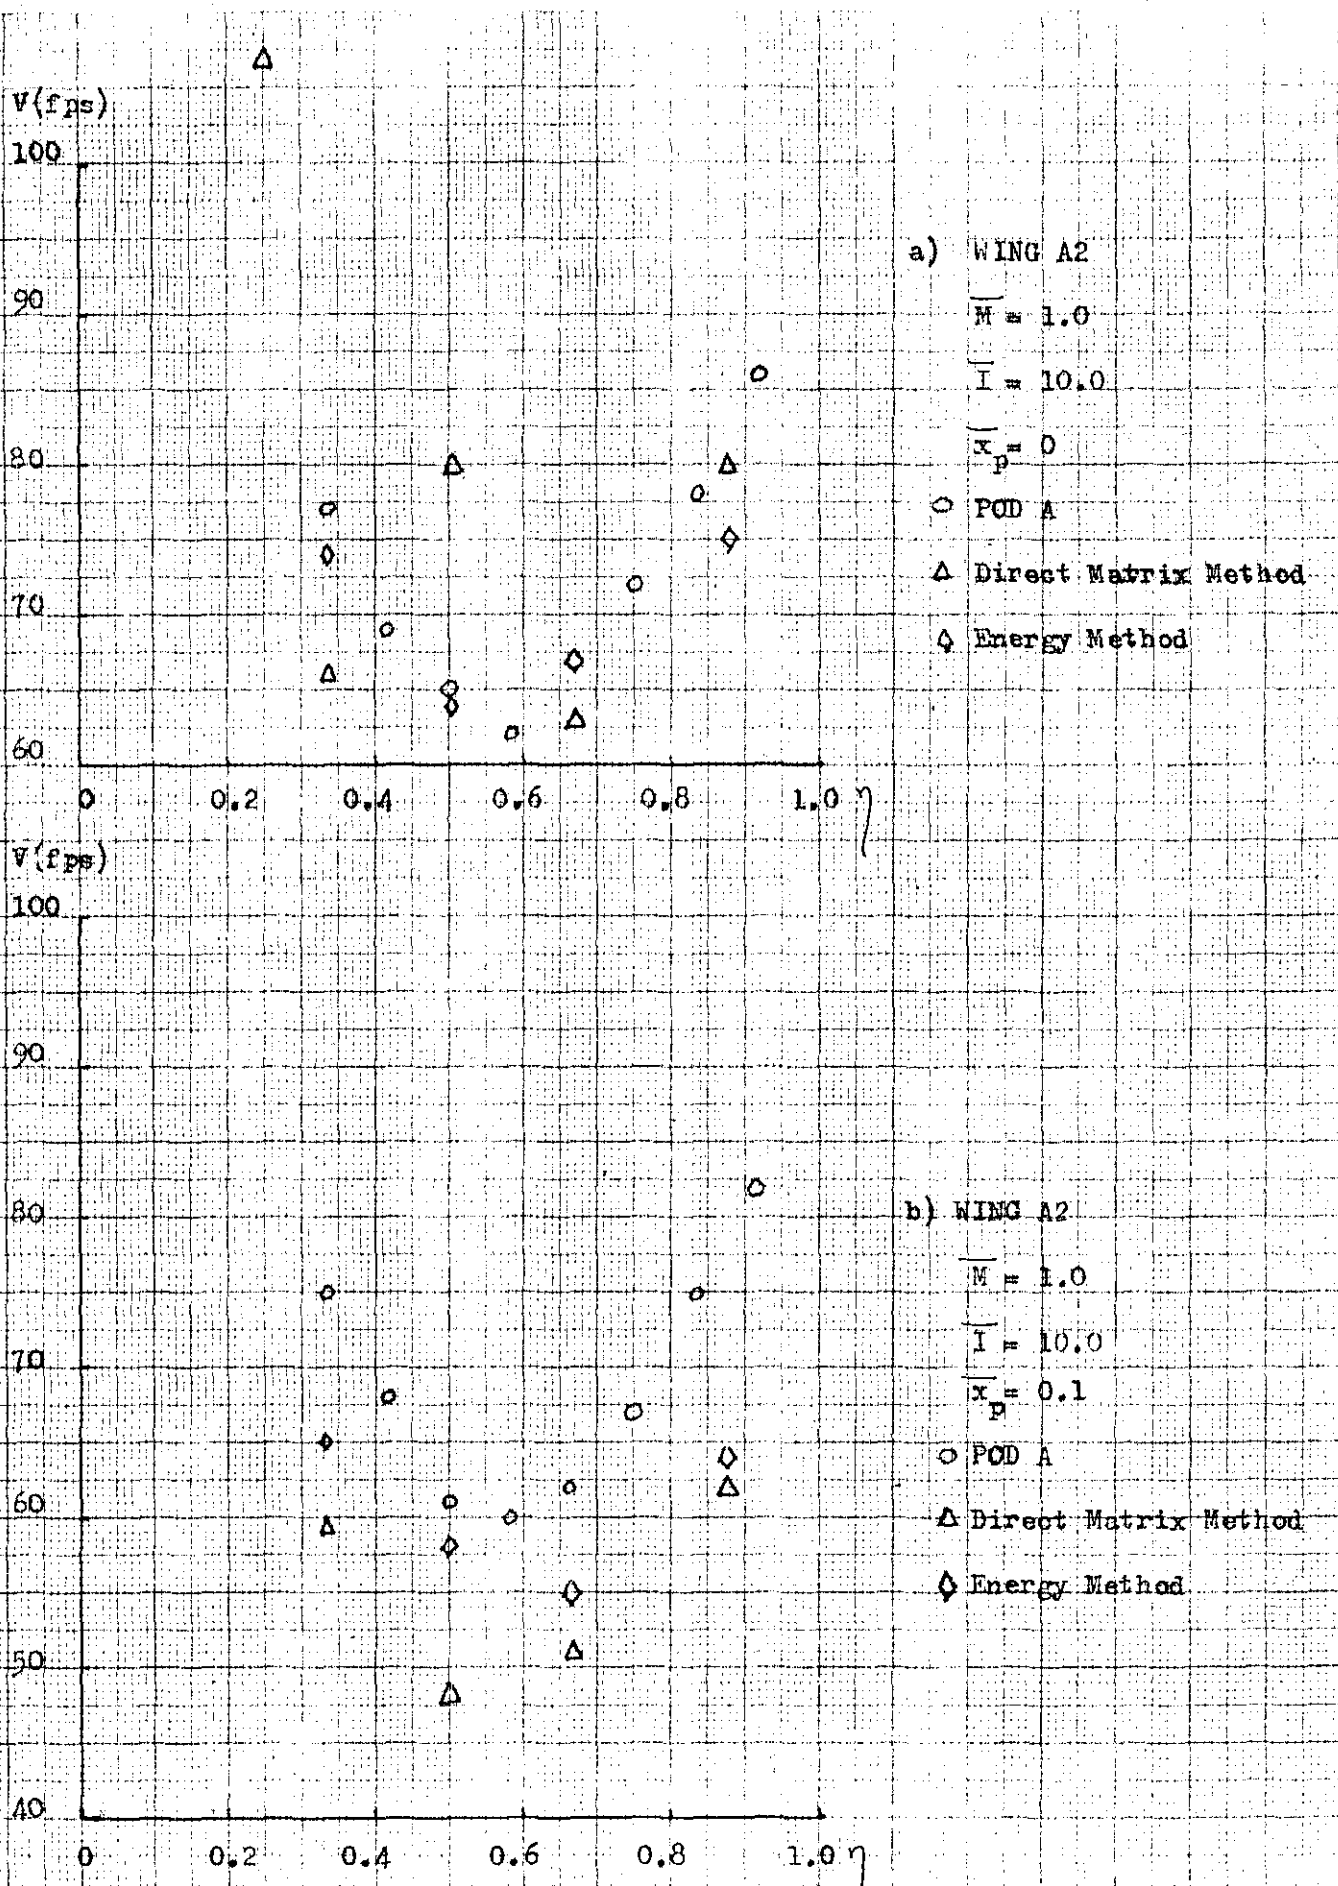 V(fps)
100
90
80
70
60
0 0.2 0.4 0.6 0.8 1.0 η
a) WING A2
M̅ = 1.0
I̅ = 10.0
x̅p = 0
POD A
Direct Matrix Method
Energy Method
V(fps)
100
90
80
70
60
50
40
0 0.2 0.4 0.6 0.8 1.0 η
b) WING A2
M̅ = 1.0
I̅ = 10.0
x̅p = 0.1
POD A
Direct Matrix Method
Energy Method